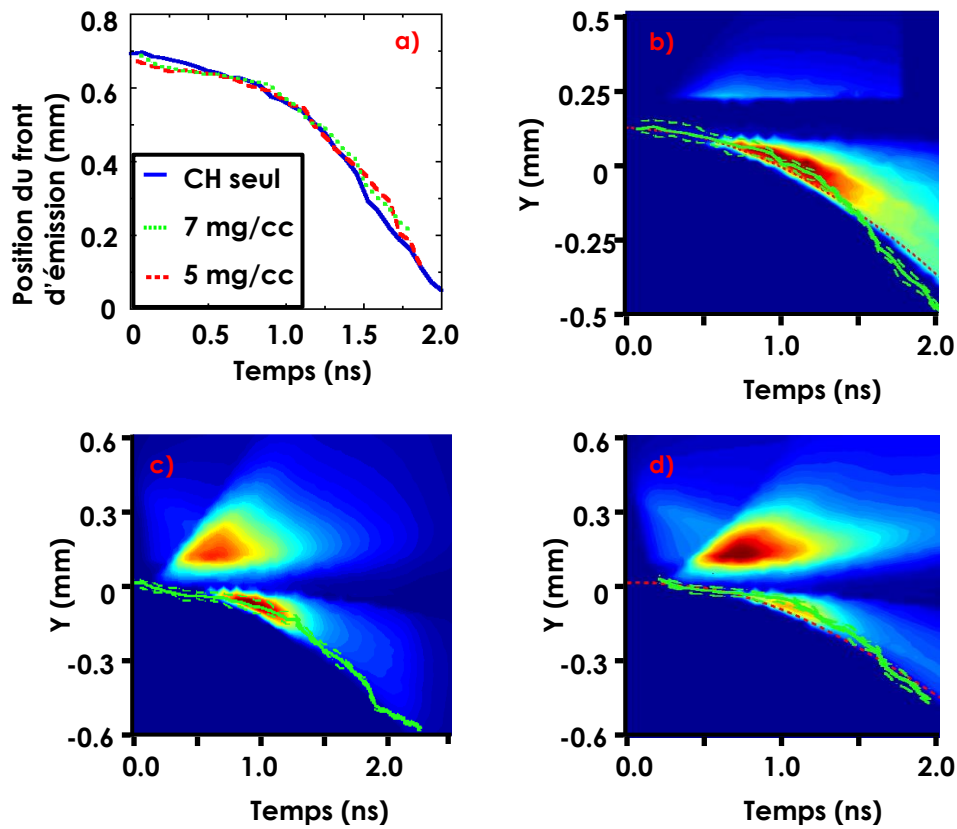 a)
Position du front
d'émission (mm)
0.8
0.6
0.4
0.2
0
CH seul
7 mg/cc
5 mg/cc
0 0.5 1.0 1.5 2.0
Temps (ns)
b)
Y (mm)
0.5
0.25
0
-0.25
-0.5
0.0 1.0 2.0
Temps (ns)
c)
Y (mm)
0.6
0.3
0
-0.3
-0.6
0.0 1.0 2.0
Temps (ns)
d)
Y (mm)
0.6
0.3
0
-0.3
-0.6
0.0 1.0 2.0
Temps (ns)